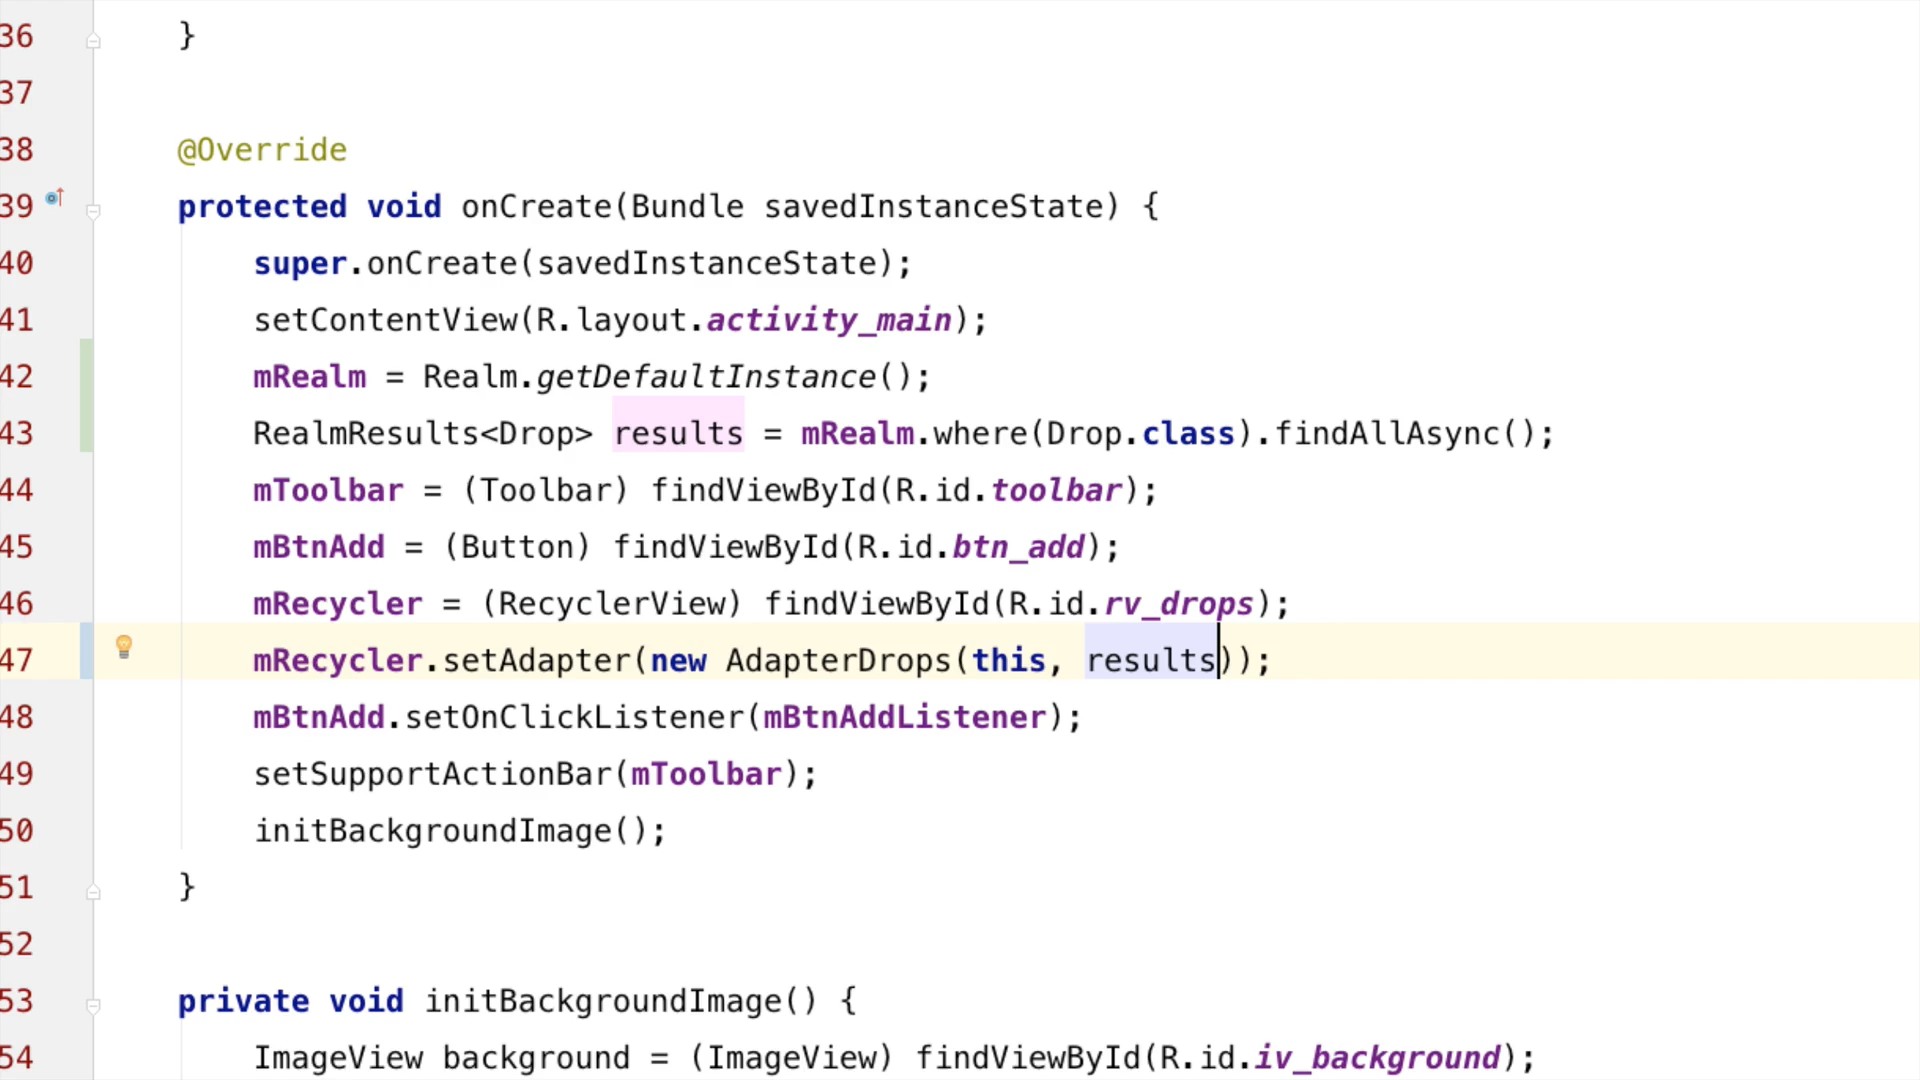 36 }
37
38 @Override
39 protected void onCreate(Bundle savedInstanceState) {
40 super.onCreate(savedInstanceState);
41 setContentView(R.layout.activity_main);
42 mRealm = Realm.getDefaultInstance();
43 RealmResults<Drop> results = mRealm.where(Drop.class).findAllAsync();
44 mToolbar = (Toolbar) findViewById(R.id.toolbar);
45 mBtnAdd = (Button) findViewById(R.id.btn_add);
46 mRecycler = (RecyclerView) findViewById(R.id.rv_drops);
47 mRecycler.setAdapter(new AdapterDrops(this, results));
48 mBtnAdd.setOnClickListener(mBtnAddListener);
49 setSupportActionBar(mToolbar);
50 initBackgroundImage();
51 }
52
53 private void initBackgroundImage() {
54 ImageView background = (ImageView) findViewById(R.id.iv_background);